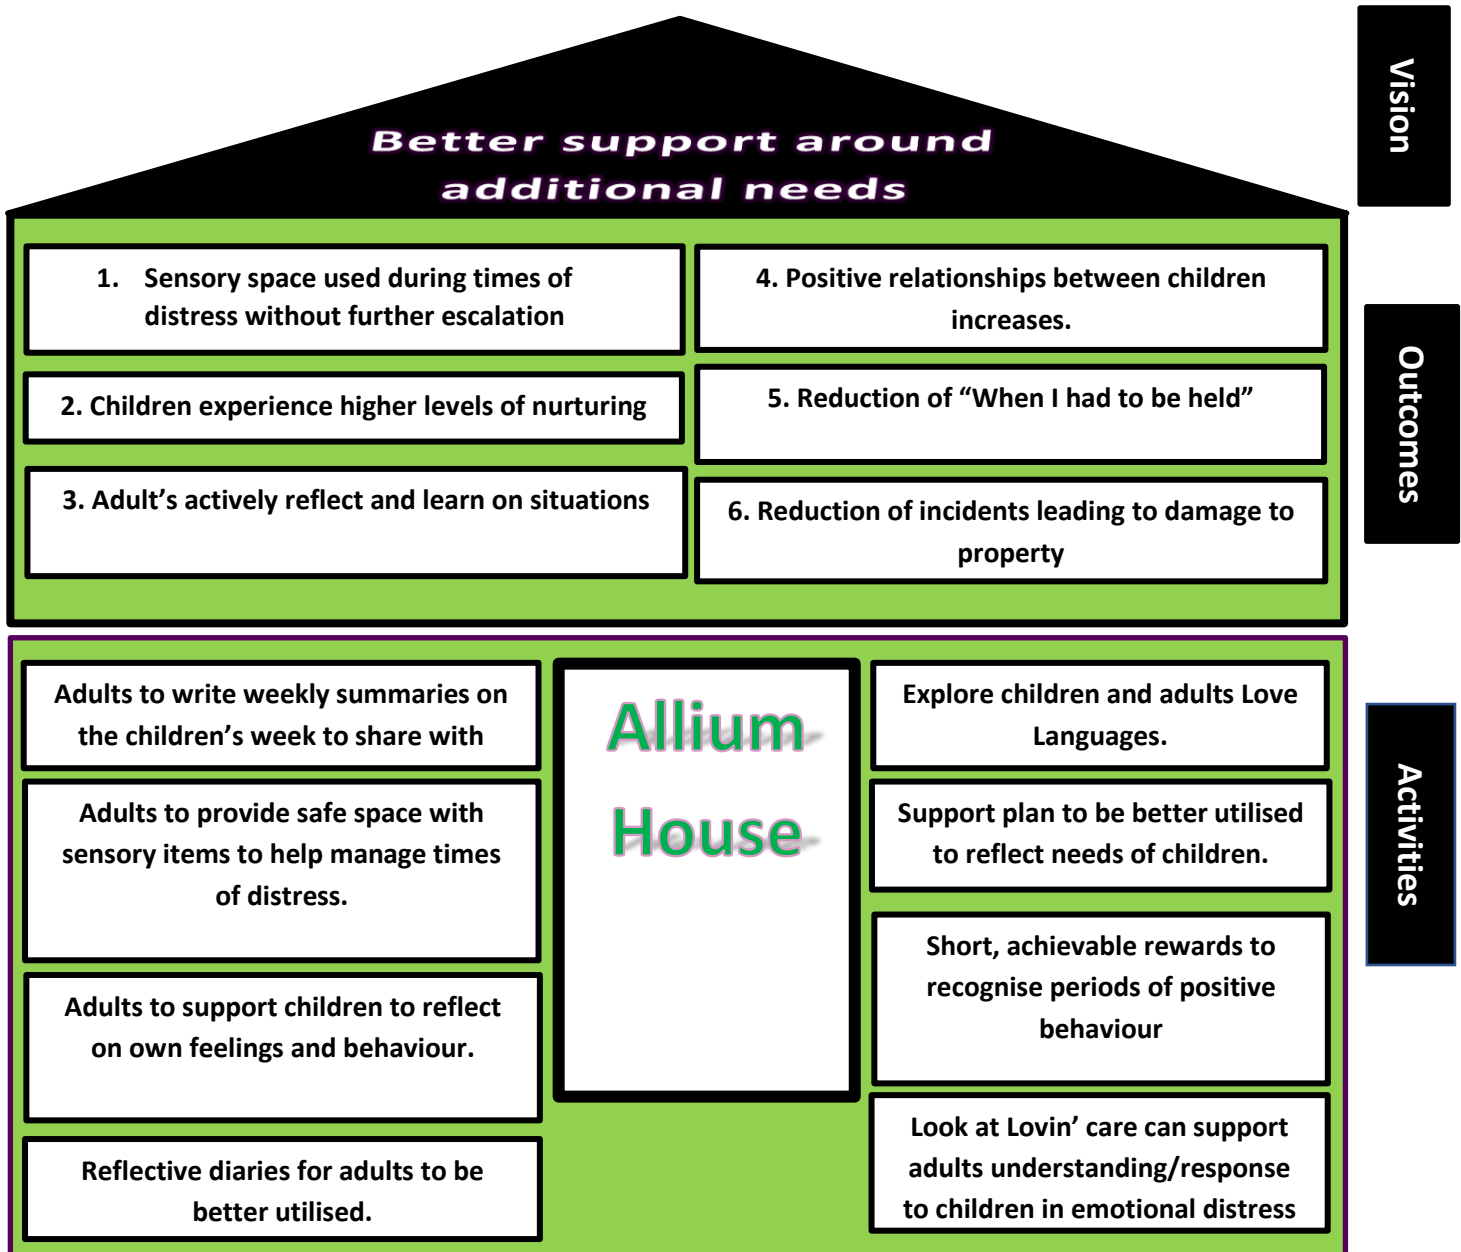 Better support around
additional needs
Vision
1. Sensory space used during times of
distress without further escalation
2. Children experience higher levels of nurturing
3. Adult’s actively reflect and learn on situations
4. Positive relationships between children
increases.
5. Reduction of “When I had to be held”
6. Reduction of incidents leading to damage to
property
Outcomes
Adults to write weekly summaries on
the children’s week to share with
Adults to provide safe space with
sensory items to help manage times
of distress.
Adults to support children to reflect
on own feelings and behaviour.
Reflective diaries for adults to be
better utilised.
Allium
House
Explore children and adults Love
Languages.
Support plan to be better utilised
to reflect needs of children.
Short, achievable rewards to
recognise periods of positive
behaviour
Look at Lovin’ care can support
adults understanding/response
to children in emotional distress
Activities